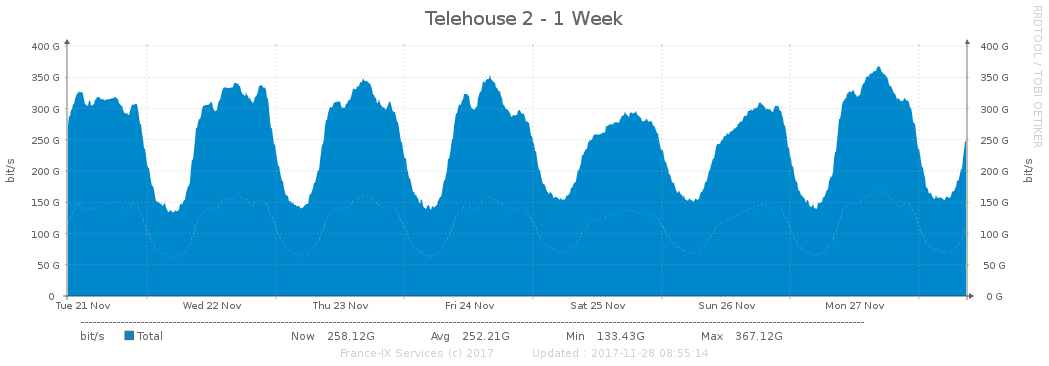 Telehouse 2 - 1 Week
RRDTOOL / TOBI OETIKER
400 G 400 G
350 G 350 G
300 G 300 G
250 G 250 G
200 G 200 G
150 G 150 G
100 G 100 G
50 G 50 G
0 0 G
bit/s bit/s
Tue 21 Nov Wed 22 Nov Thu 23 Nov Fri 24 Nov Sat 25 Nov Sun 26 Nov Mon 27 Nov
bit/s Total Now 258.12G Avg 252.21G Min 133.43G Max 367.12G
France-IX Services (c) 2017 Updated : 2017-11-28 08:55:14